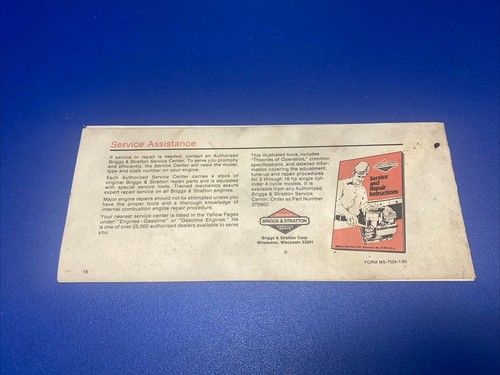 Service Assistance
If service or repair is needed, contact an Authorized
Briggs & Stratton Service Center. To serve you promptly
and efficiently, the Service Center will need the model,
type and code number on your engine.
Each Authorized Service Center carries a stock of
original Briggs & Stratton repair parts and is equipped
with special service tools. Trained mechanics assure
expert repair service on all Briggs & Stratton engines.
Major engine repairs should not be attempted unless you
have the proper tools and a thorough knowledge of
internal combustion engine repair procedure.
Your nearest service center is listed in the Yellow Pages
under "Engines - Gasoline" or "Gasoline Engines." He
is one of over 25,000 authorized dealers available to serve
you.
16
This illustrated book includes
"Theories of Operation," common
specifications, and detailed infor-
mation covering the adjustment,
tune-up and repair procedures
for 2 through 16 hp single cyl-
inder 4 cycle models. It is
available from any Authorized
Briggs & Stratton Service
Center. Order as Part Number
270962.
BRIGGS & STRATTON
Briggs & Stratton Corp.
Milwaukee, Wisconsin 53201
Service
and
Repair
Instructions
FORM MS-7024-1/80